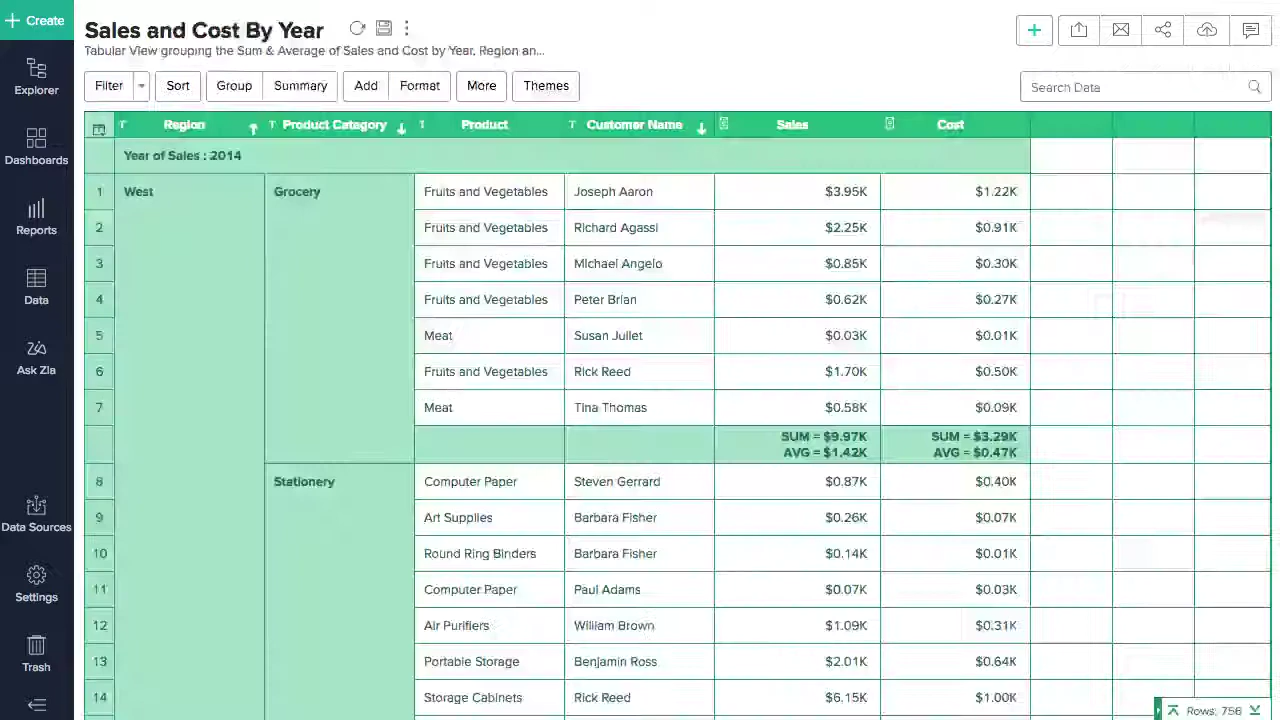 Create
Explorer
Dashboards
Reports
Data
Ask Zia
Data Sources
Settings
Trash
Sales and Cost By Year
Tabular View grouping the Sum & Average of Sales and Cost by Year, Region an...
Filter Sort Group Summary Add Format More Themes
Search Data
T Region T Product Category T Product T Customer Name Sales Cost
Year of Sales : 2014
1 West Grocery Fruits and Vegetables Joseph Aaron $3.95K $1.22K
2 Fruits and Vegetables Richard Agassi $2.25K $0.91K
3 Fruits and Vegetables Michael Angelo $0.85K $0.30K
4 Fruits and Vegetables Peter Brian $0.62K $0.27K
5 Meat Susan Juliet $0.03K $0.01K
6 Fruits and Vegetables Rick Reed $1.70K $0.50K
7 Meat Tina Thomas $0.58K $0.09K
SUM = $9.97K SUM = $3.29K
AVG = $1.42K AVG = $0.47K
8 Stationery Computer Paper Steven Gerrard $0.87K $0.40K
9 Art Supplies Barbara Fisher $0.26K $0.07K
10 Round Ring Binders Barbara Fisher $0.14K $0.01K
11 Computer Paper Paul Adams $0.07K $0.03K
12 Air Purifiers William Brown $1.09K $0.31K
13 Portable Storage Benjamin Ross $2.01K $0.64K
14 Storage Cabinets Rick Reed $6.15K $1.00K
Rows: 756